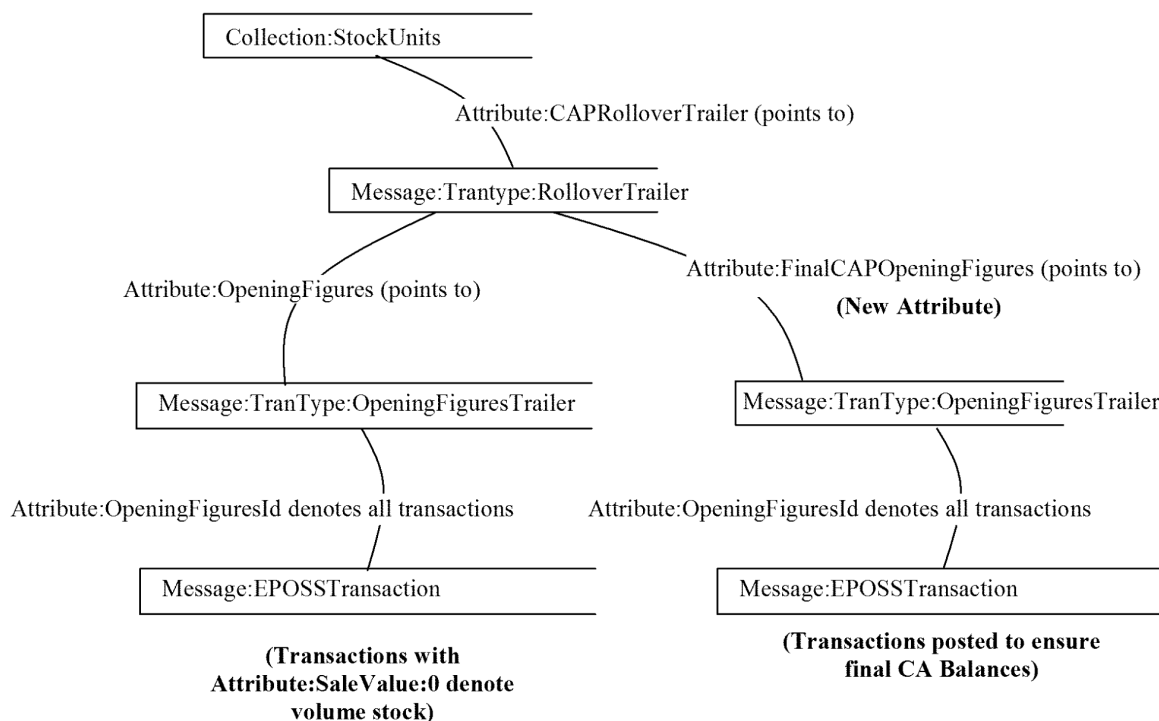 Collection:StockUnits
Attribute:CAPRolloverTrailer (points to)
Message:Trantype:RolloverTrailer
Attribute:OpeningFigures (points to)
Attribute:FinalCAPOpeningFigures (points to)
(New Attribute)
Message:TranType:OpeningFiguresTrailer
Message:TranType:OpeningFiguresTrailer
Attribute:OpeningFiguresId denotes all transactions
Attribute:OpeningFiguresId denotes all transactions
Message:EPOSSTransaction
Message:EPOSSTransaction
(Transactions with
Attribute:SaleValue:0 denote
volume stock)
(Transactions posted to ensure
final CA Balances)